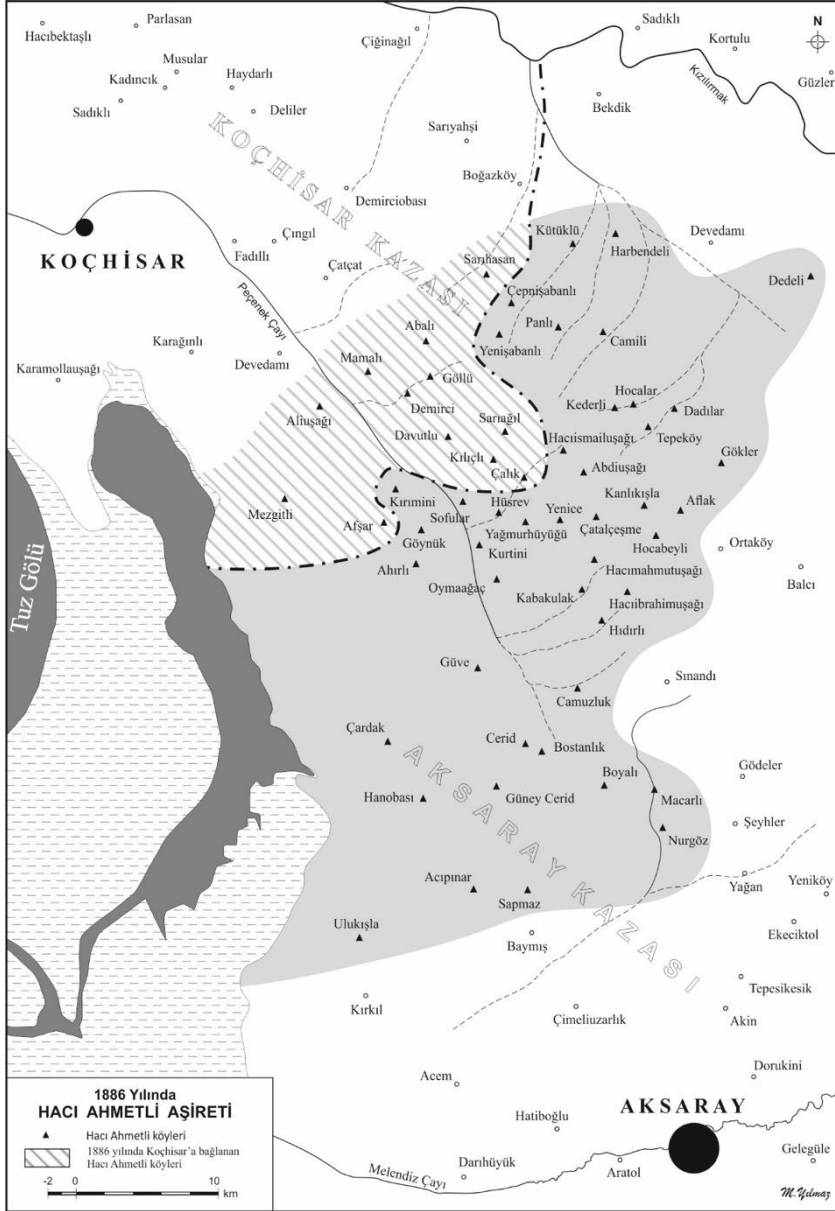 Hacıbektaşlı
Parlasan
Çiğinağıl
Sadıklı
Kortulu
N
Musular
Kadıncık
Haydarlı
Sadıklı
Deliler
Güzler
Kızılırmak
Bekdik
Sarıyahşi
KOÇHİSAR KAZASI
Boğazköy
Demirciobası
KOÇHİSAR
Fadıllı
Çıngıl
Çatçat
Peçenek Çayı
Kütüklü
Harbendeli
Devedamı
Dedeli
Sarıhasan
Çepnişabanlı
Panlı
Yenişabanlı
Camili
Abalı
Karağınlı
Devedamı
Mamalı
Karamollauşağı
Göllü
Demirci
Aliuşağı
Hocalar
Kederli
Dadılar
Sarıağıl
Davutlu
Tepeköy
Hacıismailuşağı
Kılıçlı
Çalık
Abdiuşağı
Gökler
Mezgitli
Kırımini
Sofular
Hüsrev
Yenice
Kanlıkışla
Aflak
Afşar
Göynük
Yağmurhüyüğü
Çatalçeşme
Kurtini
Hocabeyli
Ortaköy
Ahırlı
Oymaağaç
Hacımahmutuşağı
Balcı
Kabakulak
Hacıibrahimuşağı
Hıdırlı
Tuz Gölü
Güve
Sınandı
Camuzluk
Çardak
Cerid
Bostanlık
AKSARAY KAZASI
Gödeler
Hanobası
Güney Cerid
Boyalı
Macarlı
Nurgöz
Şeyhler
Acıpınar
Sapmaz
Yağan
Yeniköy
Ulukışla
Baymış
Ekeciktol
Tepesikesik
Kırkıl
Çimeliuzarlık
Akin
Acem
Dorukini
AKSARAY
Hatiboğlu
Darıhüyük
Aratol
Gelegüle
Melendiz Çayı
M.Yılmaz
1886 Yılında
HACI AHMETLİ AŞİRETİ
Hacı Ahmetli köyleri
1886 yılında Koçhisar'a bağlanan
Hacı Ahmetli köyleri
-2 0 10
km